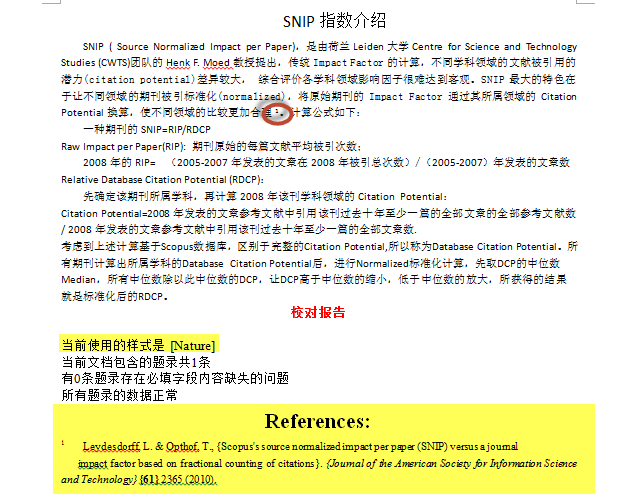 SNIP 指数介绍
SNIP ( Source Normalized Impact per Paper)，是由荷兰 Leiden 大学 Centre for Science and Technology
Studies (CWTS)团队的 Henk F. Moed 教授提出，传统 Impact Factor 的计算，不同学科领域的文献被引用的
潜力(citation potential)差异较大， 综合评价各学科领域影响因子很难达到客观。SNIP 最大的特色在
于让不同领域的期刊被引标准化(normalized)，将原始期刊的 Impact Factor 通过其所属领域的 Citation
Potential 换算，使不同领域的比较更加合理 1。计算公式如下：
一种期刊的 SNIP=RIP/RDCP
Raw Impact per Paper(RIP): 期刊原始的每篇文献平均被引次数;
2008 年的 RIP= （2005-2007 年发表的文章在 2008 年被引总次数）/（2005-2007）年发表的文章数
Relative Database Citation Potential (RDCP):
先确定该期刊所属学科，再计算 2008 年该刊学科领域的 Citation Potential：
Citation Potential=2008 年发表的文章参考文献中引用该刊过去十年至少一篇的全部文章的全部参考文献数
/ 2008 年发表的文章参考文献中引用该刊过去十年至少一篇的全部文章数.
考虑到上述计算基于Scopus数据库，区别于完整的Citation Potential,所以称为Database Citation Potential。所
有期刊计算出所属学科的Database Citation Potential后，进行Normalized标准化计算，先取DCP的中位数
Median，所有中位数除以此中位数的DCP，让DCP高于中位数的缩小，低于中位数的放大，所获得的结果
就是标准化后的RDCP。
校对报告
当前使用的样式是 [Nature]
当前文档包含的题录共1条
有0条题录存在必填字段内容缺失的问题
所有题录的数据正常
References:
1 Leydesdorff, L. & Opthof, T., {Scopus's source normalized impact per paper (SNIP) versus a journal
impact factor based on fractional counting of citations}. {Journal of the American Society for Information Science
and Technology} {61} 2365 (2010).